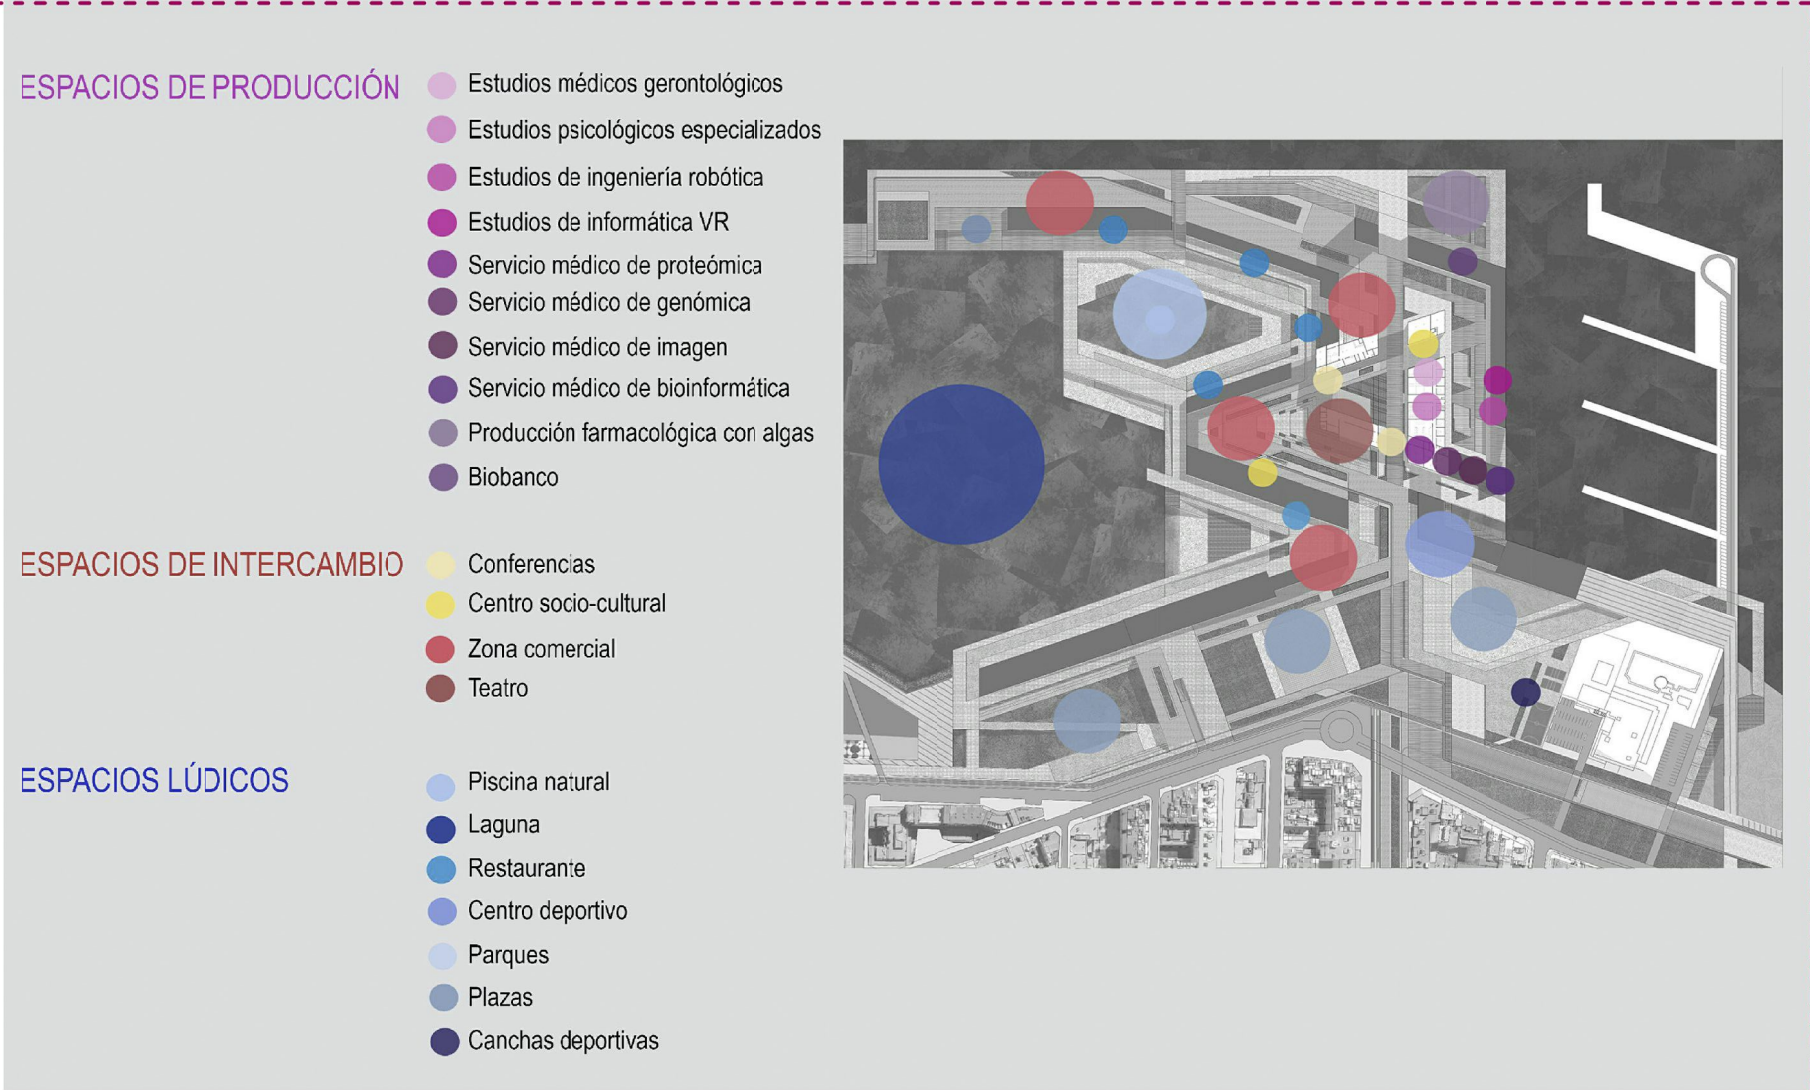 ESPACIOS DE PRODUCCIÓN
Estudios médicos gerontológicos
Estudios psicológicos especializados
Estudios de ingeniería robótica
Estudios de informática VR
Servicio médico de proteómica
Servicio médico de genómica
Servicio médico de imagen
Servicio médico de bioinformática
Producción farmacológica con algas
Biobanco
ESPACIOS DE INTERCAMBIO
Conferencias
Centro socio-cultural
Zona comercial
Teatro
ESPACIOS LÚDICOS
Piscina natural
Laguna
Restaurante
Centro deportivo
Parques
Plazas
Canchas deportivas